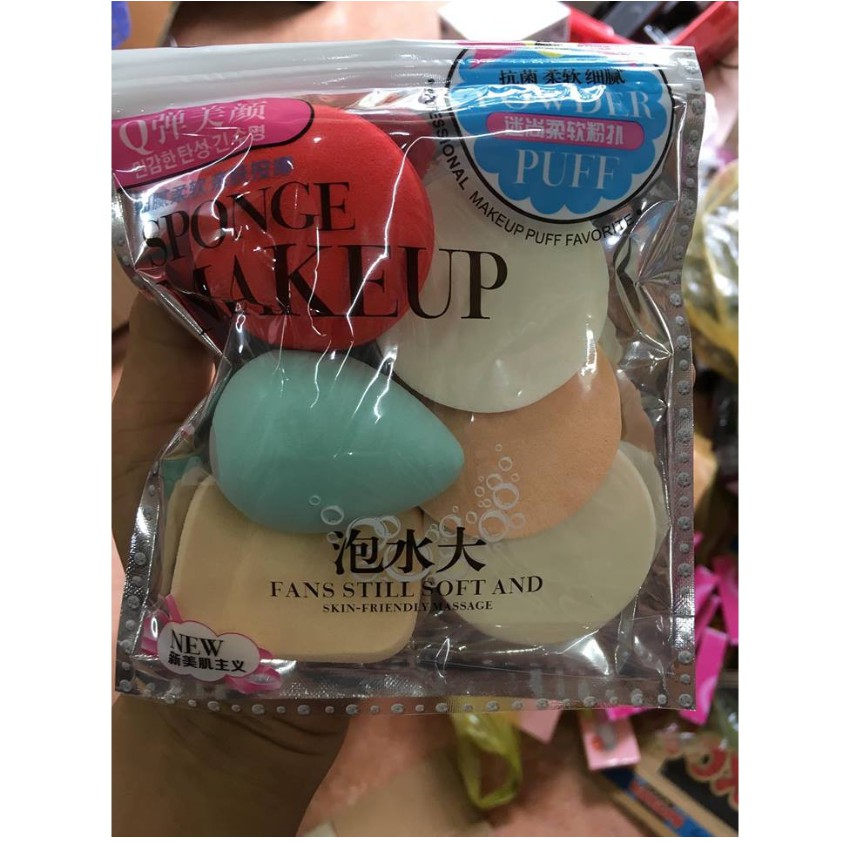 抗菌 柔软 细腻
POWDER
迷尚柔软粉扑
PUFF
MAKEUP PUFF FAVORITE
Q弹美颜
SPONGE
MAKEUP
泡水大
FANS STILL SOFT AND
SKIN-FRIENDLY MASSAGE
NEW
新美肌主义